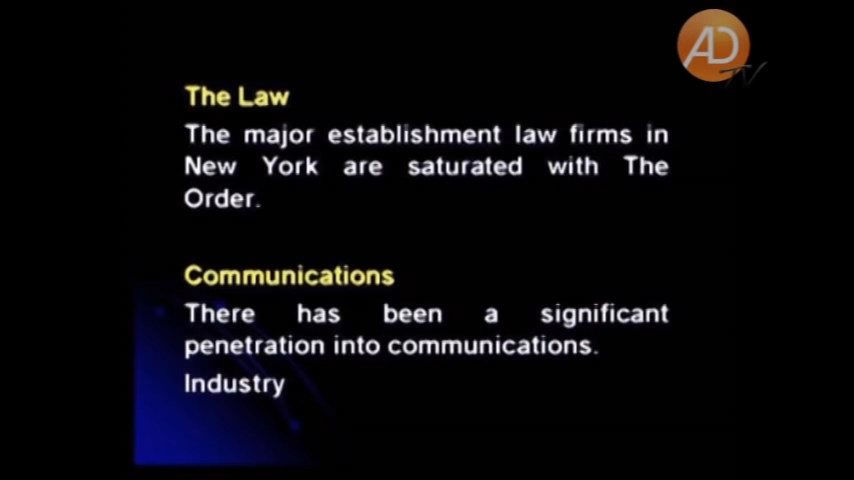 AD
TV
The Law
The major establishment law firms in
New York are saturated with The
Order.
Communications
There has been a significant
penetration into communications.
Industry